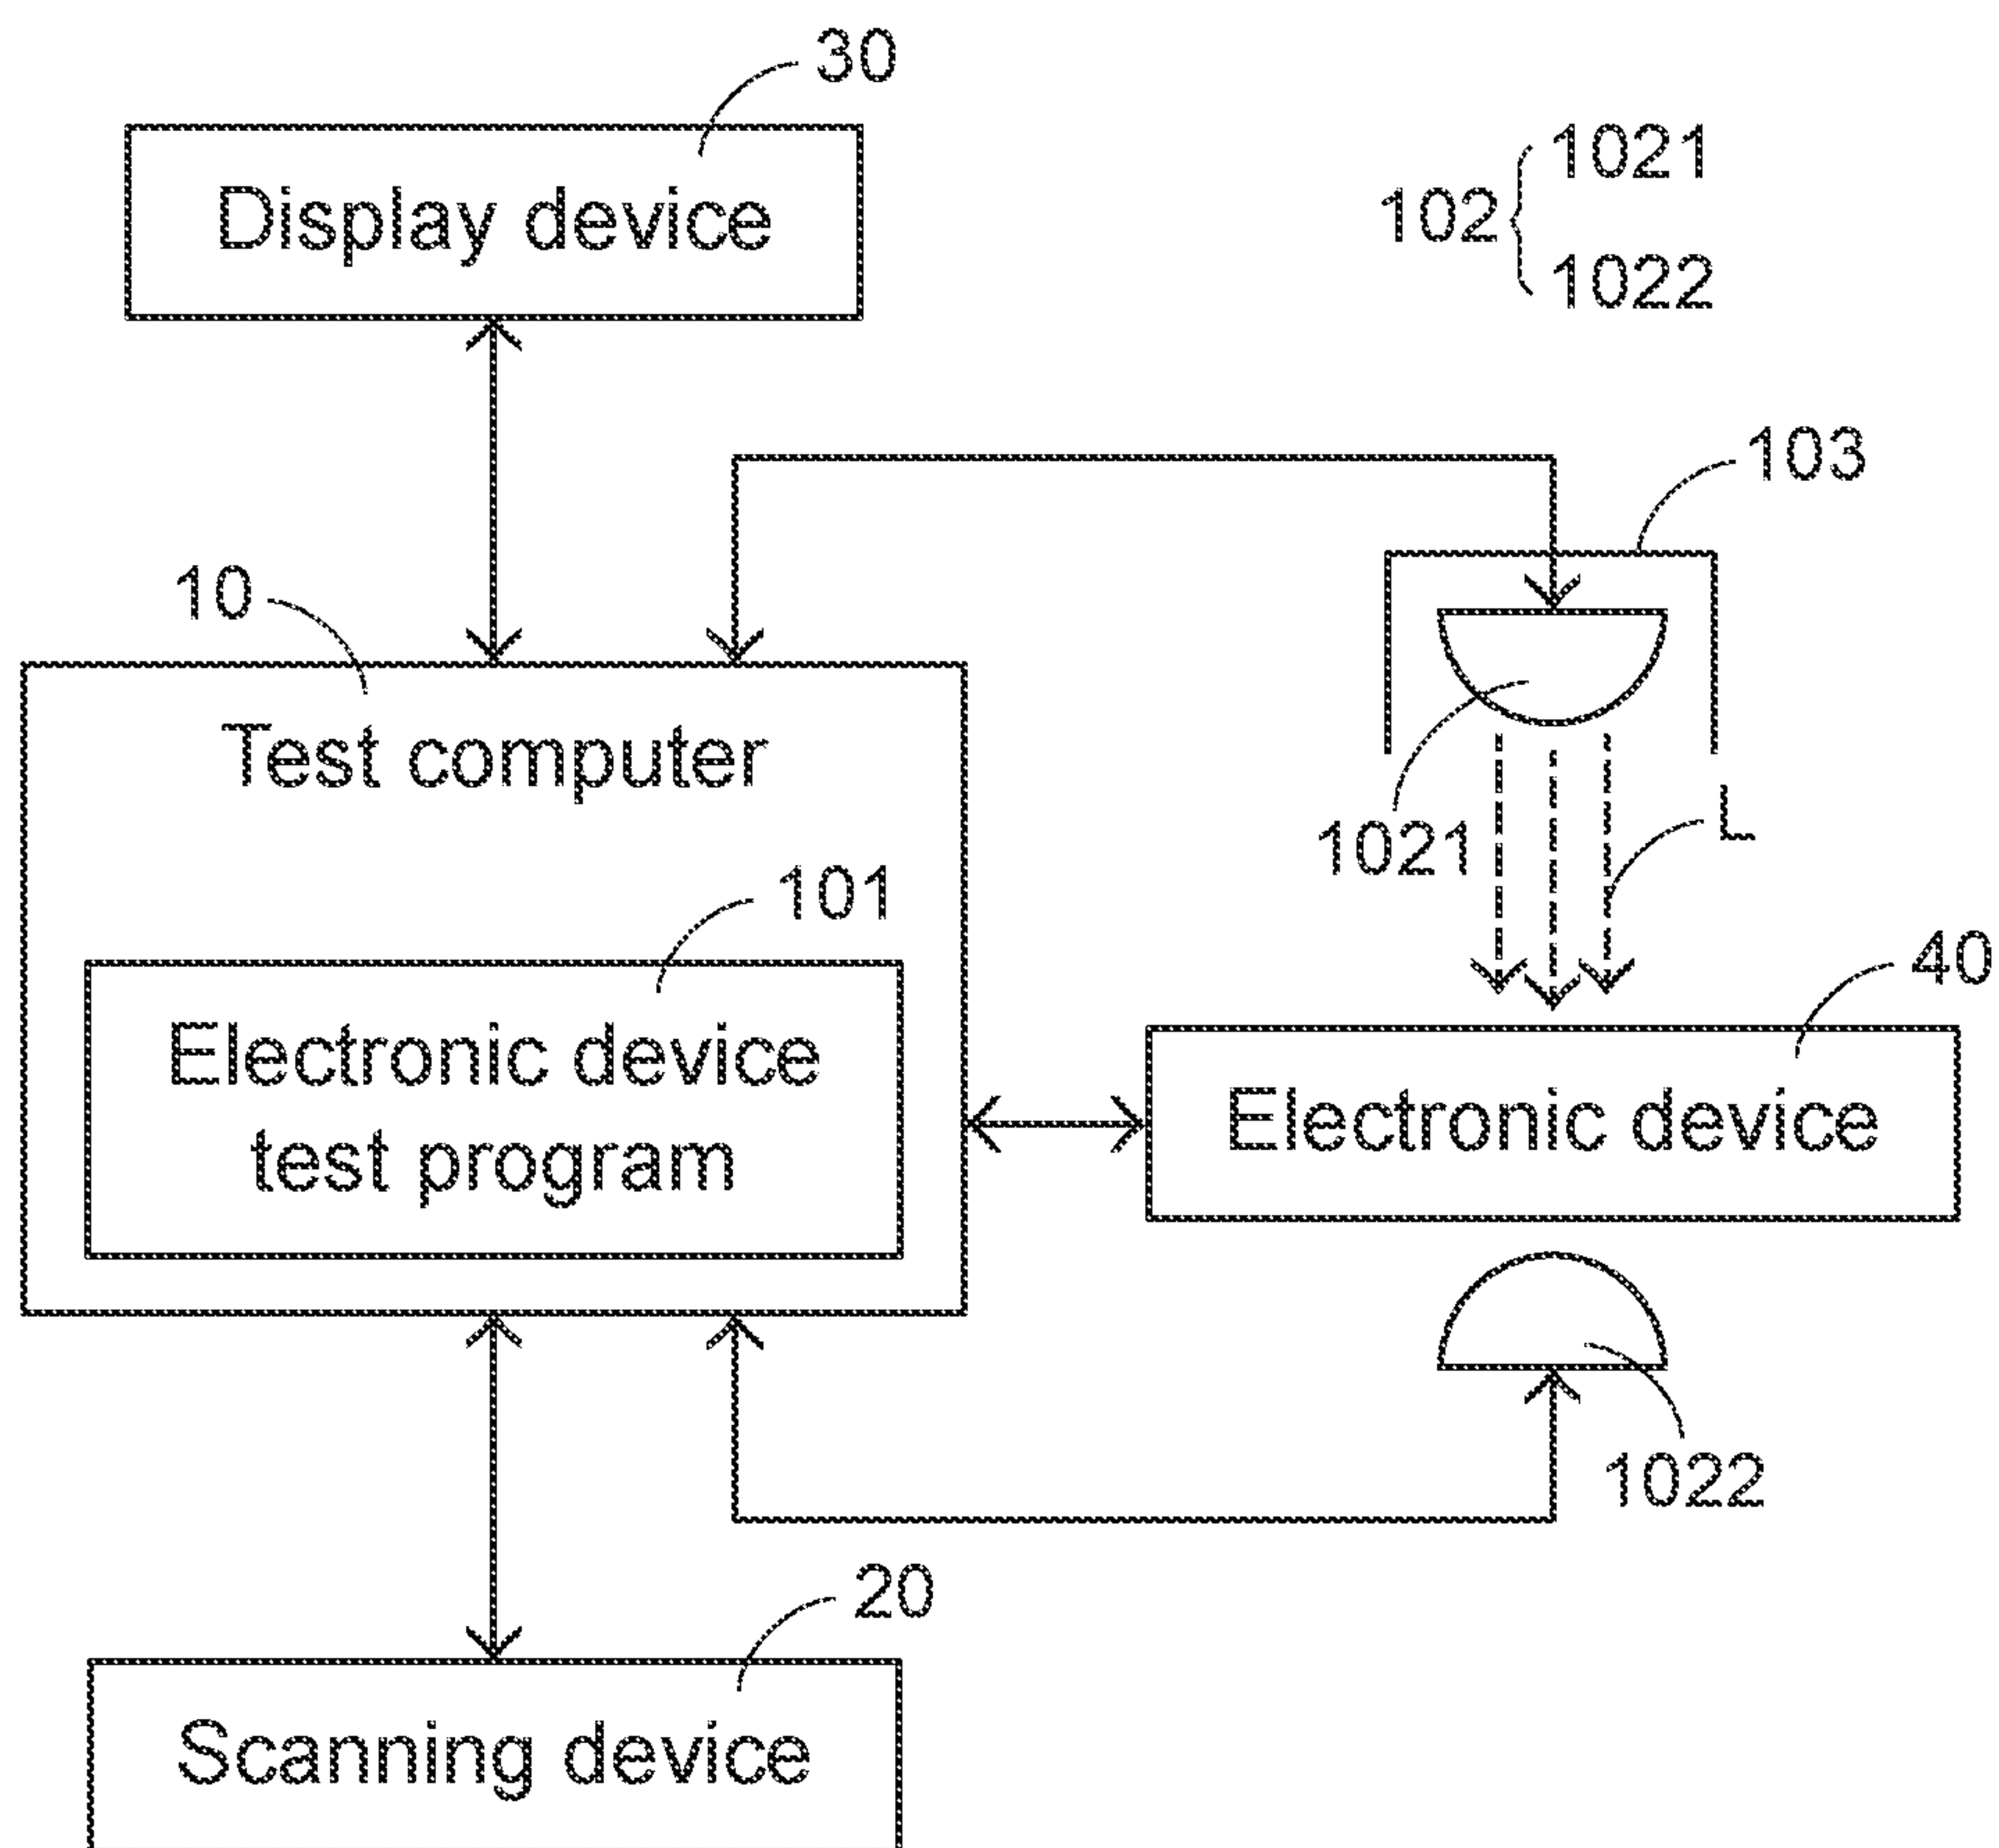 30
Display device
102
1021
1022
103
10
Test computer
1021
L
101
40
Electronic device
test program
Electronic device
1022
20
Scanning device